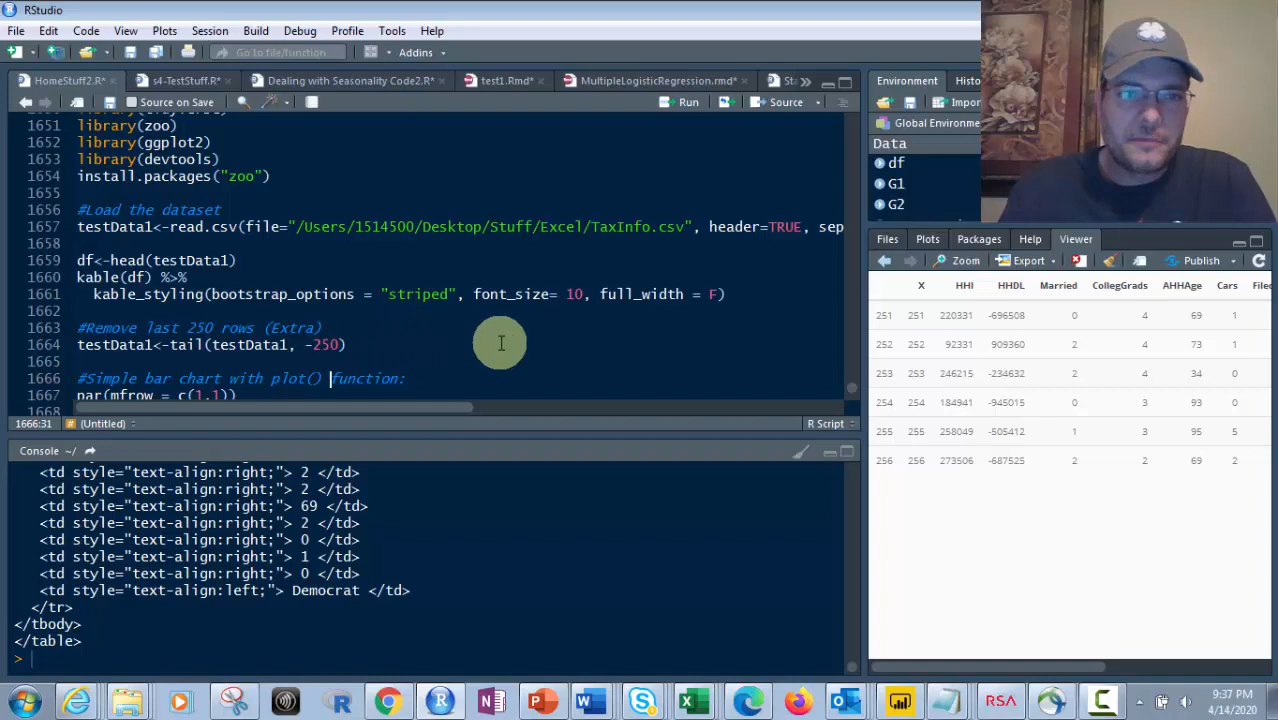 RStudio
File Edit Code View Plots Session Build Debug Profile Tools Help
Go to file/function Addins
HomeStuff2.R* s4-TestStuff.R* Dealing with Seasonality Code2.R* test1.Rmd* MultipleLogisticRegression.rmd* Sta
Environment Histo
Source on Save Run Source
Impor
Global Environme
Data
df
G1
G2
1651 library(zoo)
1652 library(ggplot2)
1653 library(devtools)
1654 install.packages("zoo")
1655
1656 #Load the dataset
1657 testData1<-read.csv(file="/Users/1514500/Desktop/Stuff/Excel/TaxInfo.csv", header=TRUE, sep
1658
1659 df<-head(testData1)
1660 kable(df) %>%
1661 kable_styling(bootstrap_options = "striped", font_size= 10, full_width = F)
1662
1663 #Remove last 250 rows (Extra)
1664 testData1<-tail(testData1, -250)
1665
1666 #Simple bar chart with plot() function:
1667 par(mfrow = c(1,1))
1668
1666:31 (Untitled) R Script
Console ~/
<td style="text-align:right;"> 2 </td>
<td style="text-align:right;"> 2 </td>
<td style="text-align:right;"> 69 </td>
<td style="text-align:right;"> 2 </td>
<td style="text-align:right;"> 0 </td>
<td style="text-align:right;"> 1 </td>
<td style="text-align:right;"> 0 </td>
<td style="text-align:left;"> Democrat </td>
</tr>
</tbody>
</table>
>
Files Plots Packages Help Viewer
Zoom Export Publish
X HHI HHDL Married CollegGrads AHHAge Cars Filed
251 251 220331 -696508 0 4 69 1
252 252 92331 909360 4 4 73 1
253 253 246215 -234632 2 4 34 0
254 254 184941 -945015 0 3 93 0
255 255 258049 -505412 1 3 95 5
256 256 273506 -687525 2 2 69 2
RSA
9:37 PM
4/14/2020